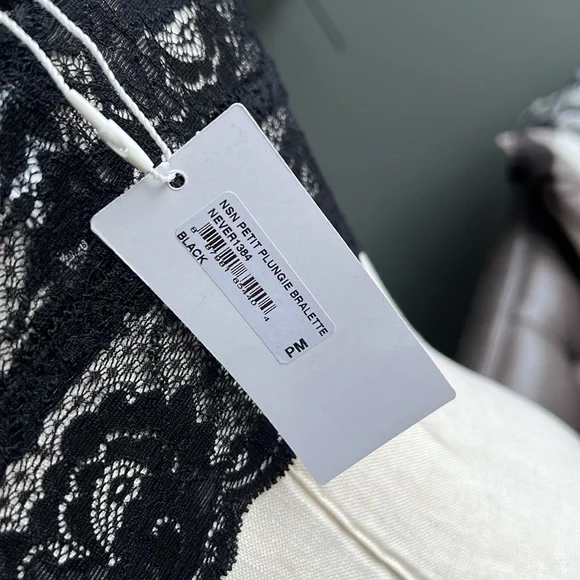 NSN PETIT PLUNGIE BRALETTE
NEVER1384
BLACK
PM